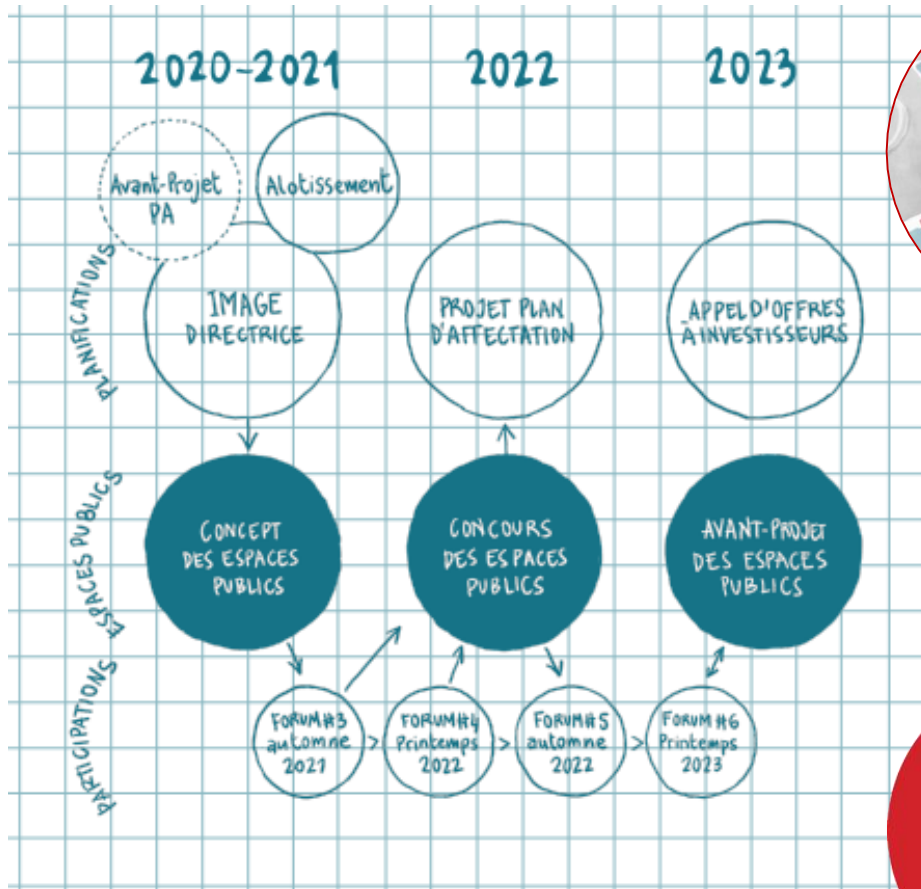 2020-2021
2022
2023
Avant-Projet
PA
Alotissement
PLANIFICATIONS
IMAGE
DIRECTRICE
PROJET PLAN
D'AFFECTATION
APPEL D'OFFRES
À INVESTISSEURS
ESPACES PUBLICS
CONCEPT
DES ESPACES
PUBLICS
CONCOURS
DES ESPACES
PUBLICS
AVANT-PROJET
DES ESPACES
PUBLICS
PARTICIPATIONS
FORUM#3
automne
2021
>
FORUM#4
Printemps
2022
>
FORUM#5
automne
2022
>
FORUM#6
Printemps
2023